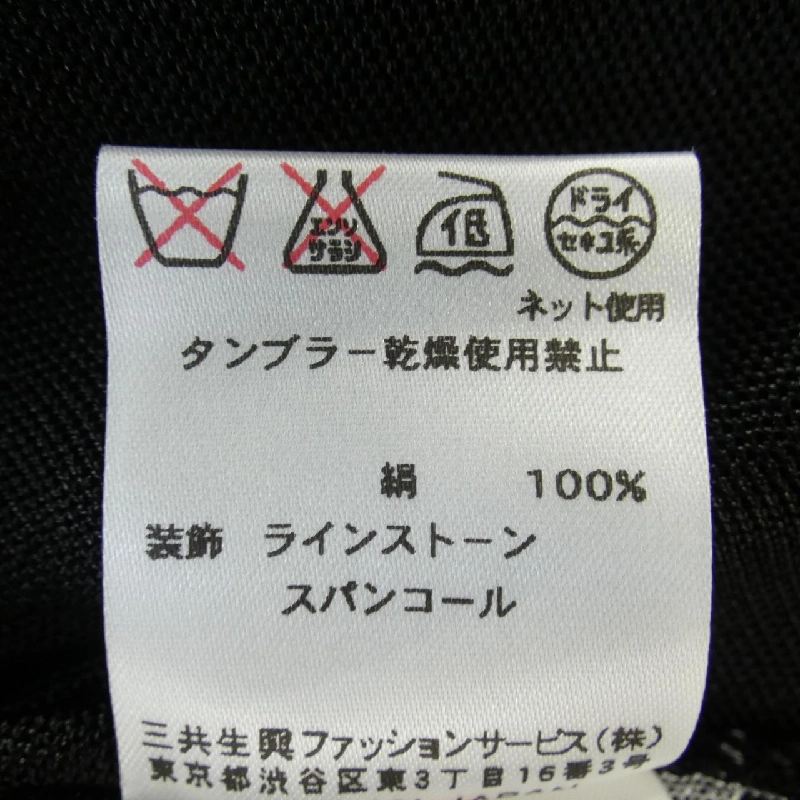 エンソ
サラシ
低
ドライ
セキユ系
ネット使用
タンブラー乾燥使用禁止
絹 100%
装飾 ラインストーン
スパンコール
三共生興ファッションサービス(株)
東京都渋谷区東3丁目16番3号